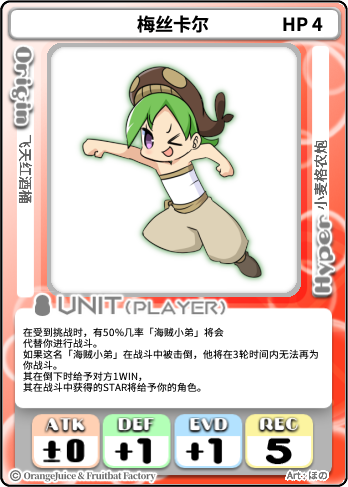 梅丝卡尔 HP 4
Origin
飞天红酒桶
Hyper 小麦格农炮
UNIT (PLAYER)
在受到挑战时，有50%几率「海贼小弟」将会
代替你进行战斗。
如果这名「海贼小弟」在战斗中被击倒，他将在3轮时间内无法再为
你战斗。
其在倒下时给予对方1WIN，
其在战斗中获得的STAR将给予你的角色。
ATK DEF EVD REC
±0 +1 +1 5
© OrangeJuice & Fruitbat Factory Art.: ほの